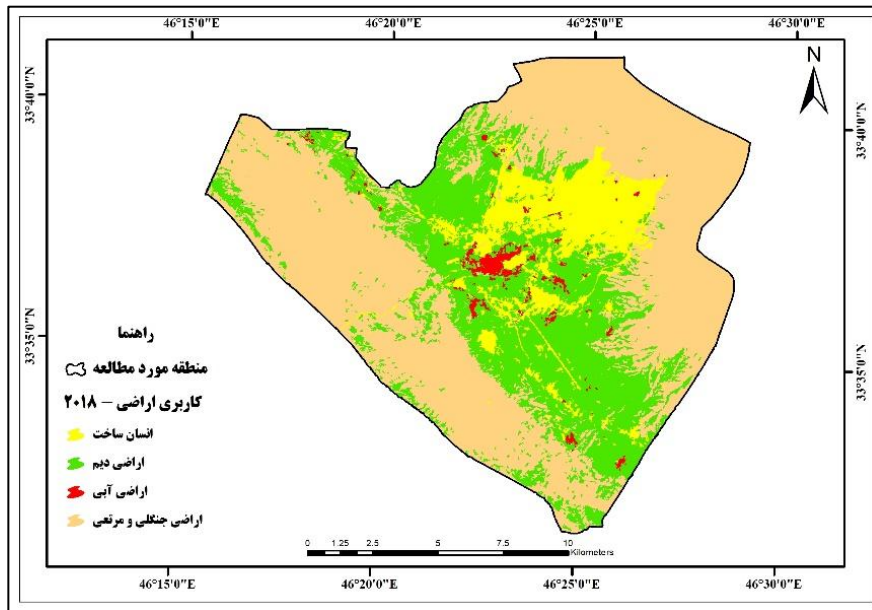 46°15'0"E 46°20'0"E 46°25'0"E 46°30'0"E
N
33°40'0"N 33°40'0"N
33°35'0"N 33°35'0"N
راهنما
منطقه مورد مطالعه
کاربری اراضی – ۲۰۱۸
انسان ساخت
اراضی دیم
اراضی آبی
اراضی جنگلی و مرتعی
0 1.25 2.5 5 7.5 10
Kilometers
46°15'0"E 46°20'0"E 46°25'0"E 46°30'0"E